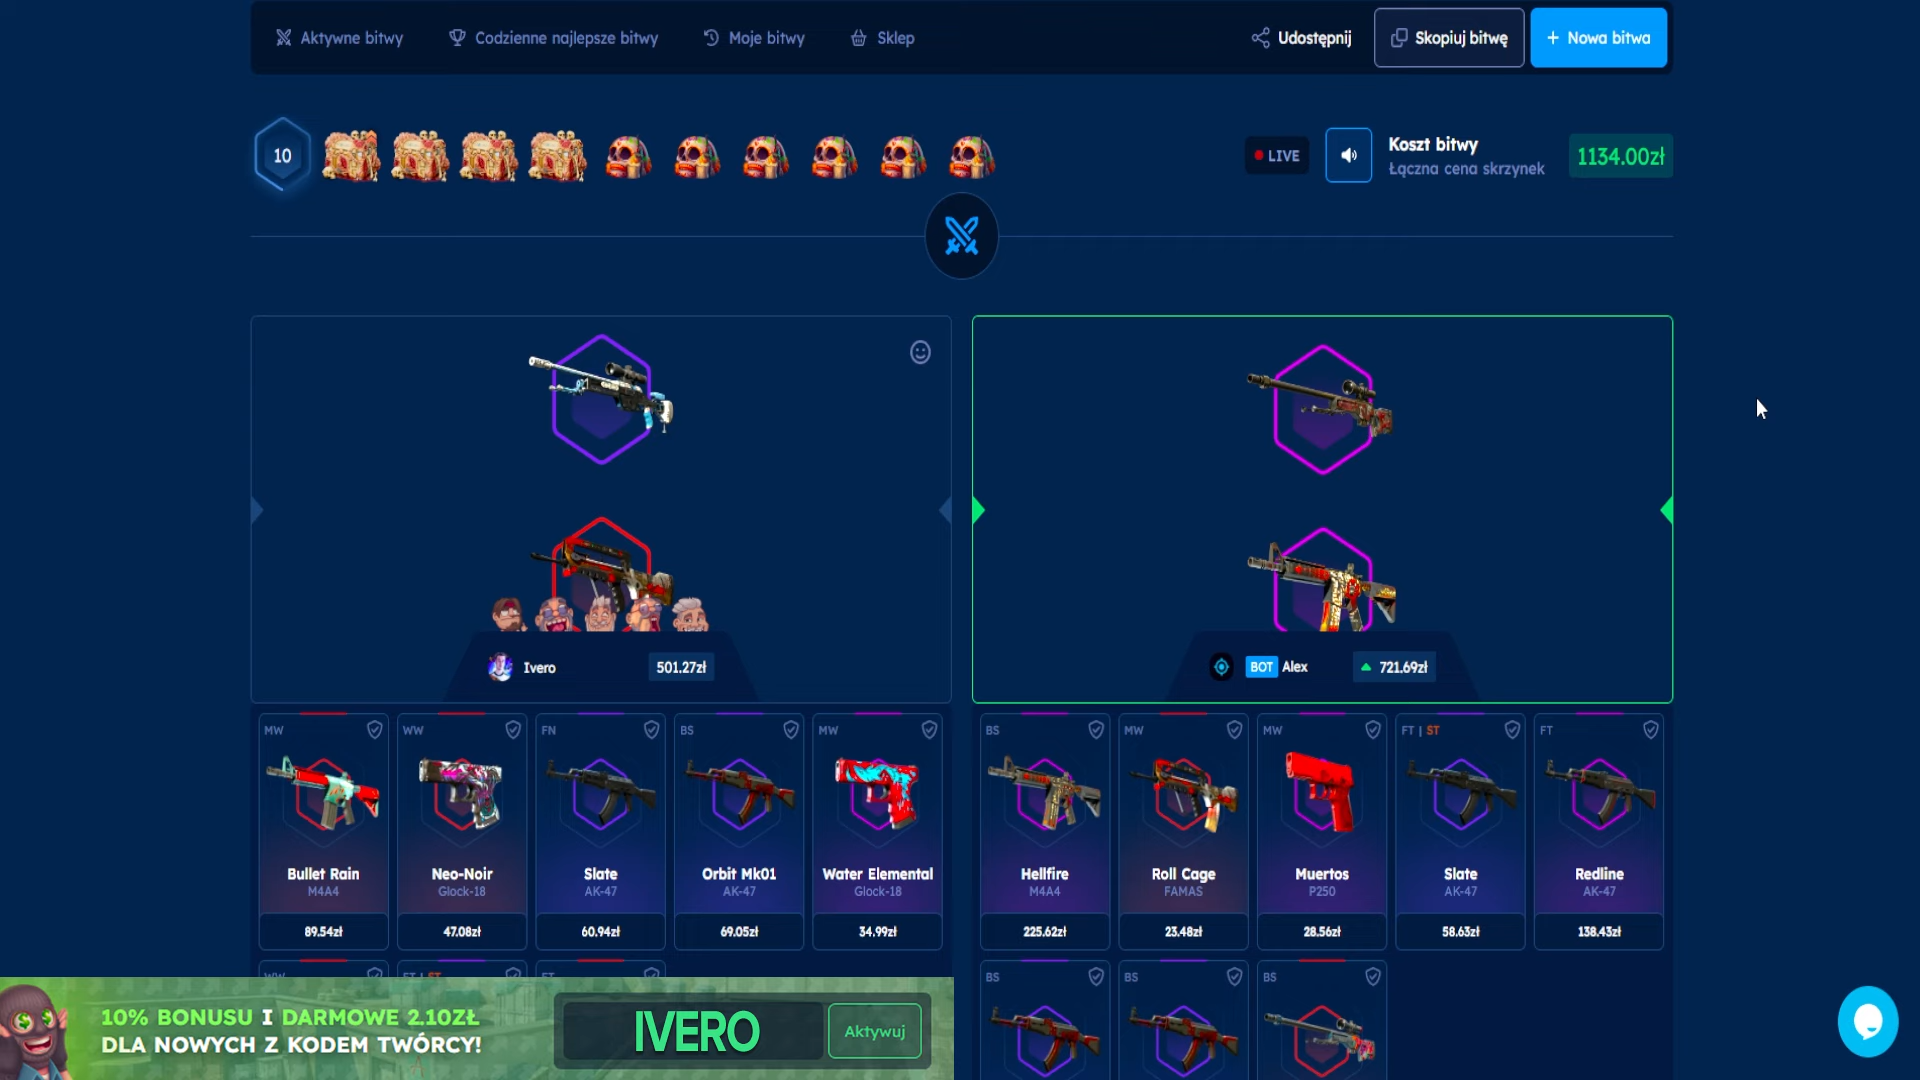 Aktywne bitwy
Codzienne najlepsze bitwy
Moje bitwy
Sklep
Udostępnij
Skopiuj bitwę
+ Nowa bitwa
10
LIVE
Koszt bitwy
Łączna cena skrzynek
1134.00zł
Ivero
501.27zł
BOT Alex
721.69zł
MW
WW
FN
BS
MW
Bullet Rain
Neo-Noir
Slate
Orbit Mk01
Water Elemental
M4A4
Glock-18
AK-47
AK-47
Glock-18
89.54zł
47.08zł
60.94zł
69.05zł
34.99zł
BS
MW
MW
FT | ST
FT
Hellfire
Roll Cage
Muertos
Slate
Redline
M4A4
FAMAS
P250
AK-47
AK-47
225.62zł
23.48zł
28.56zł
58.63zł
138.43zł
WW
FT | ST
FT
BS
BS
BS
10% BONUSU I DARMOWE 2.10ZŁ
DLA NOWYCH Z KODEM TWÓRCY!
IVERO
Aktywuj